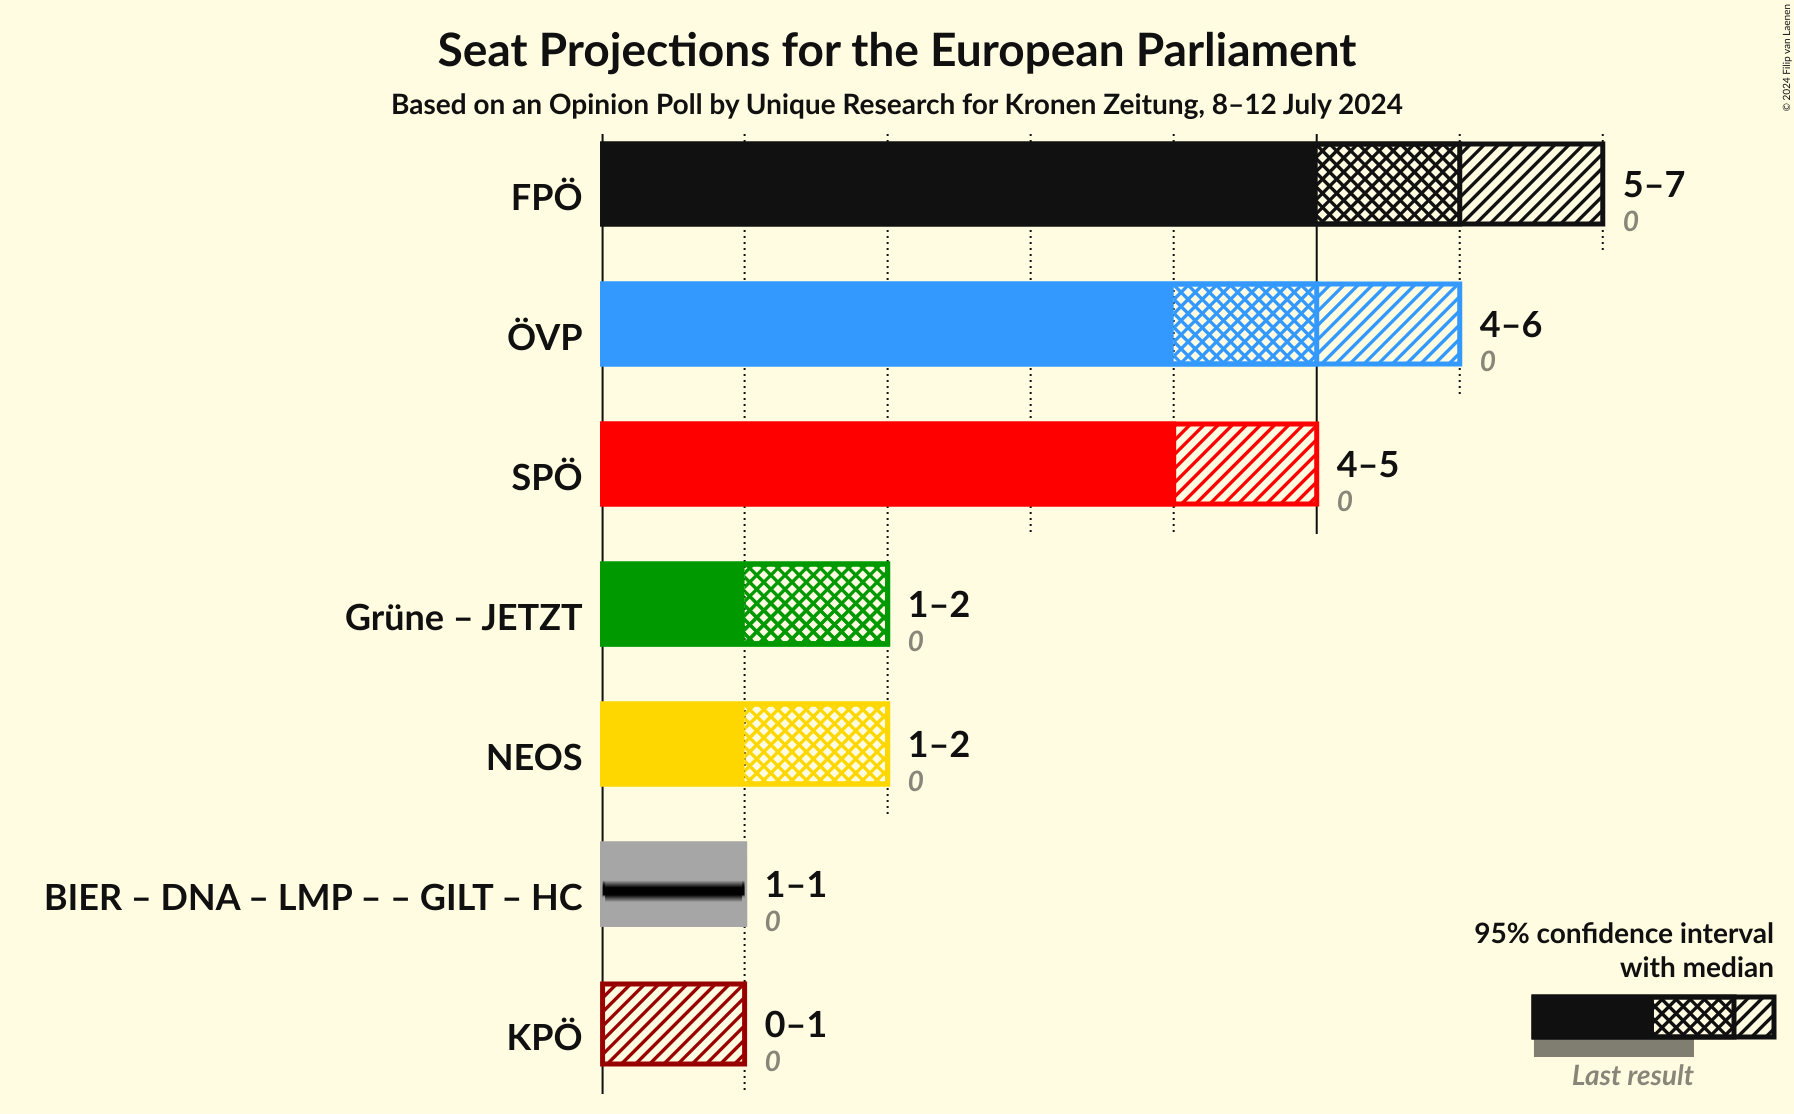 Seat Projections for the European Parliament
Based on an Opinion Poll by Unique Research for Kronen Zeitung, 8–12 July 2024
© 2024 Filip van Laenen
FPÖ
5–7
0
ÖVP
4–6
0
SPÖ
4–5
0
Grüne – JETZT
1–2
0
NEOS
1–2
0
BIER – DNA – LMP – – GILT – HC
1–1
0
KPÖ
0–1
0
95% confidence interval
with median
Last result